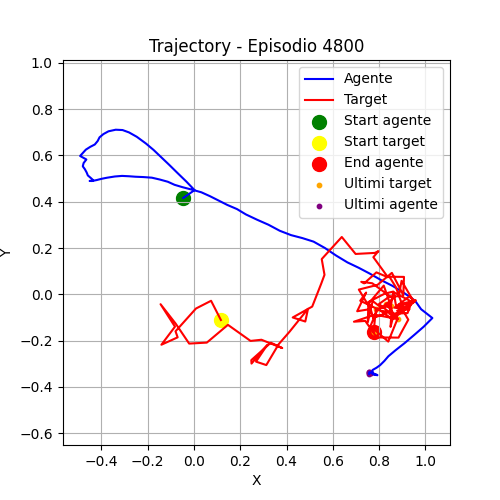 Trajectory - Episodio 4800
Agente
Target
Start agente
Start target
End agente
Ultimi target
Ultimi agente
Y
1.0
0.8
0.6
0.4
0.2
0.0
−0.2
−0.4
−0.6
−0.4 −0.2 0.0 0.2 0.4 0.6 0.8 1.0
X